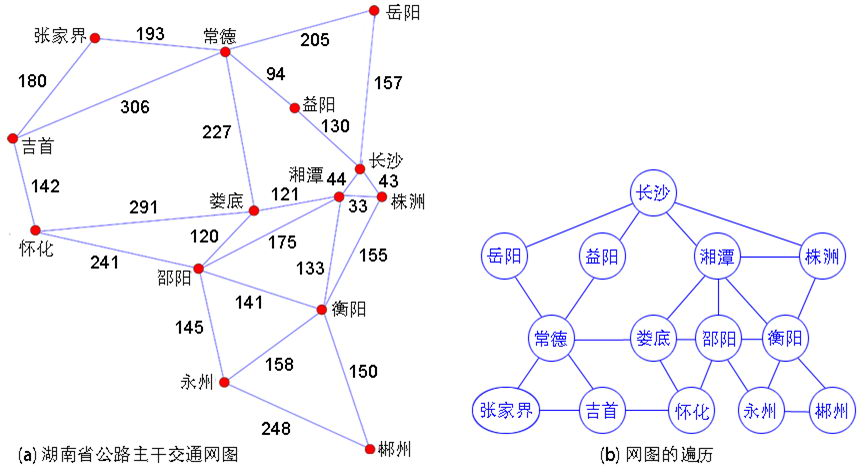 岳阳
张家界
193
常德
205
180
94
157
306
益阳
130
227
吉首
长沙
142
湘潭
44
43
291
娄底
121
33
株洲
怀化
120
175
155
241
邵阳
133
141
衡阳
145
158
150
永州
248
郴州
(a) 湖南省公路主干交通网图
长沙
岳阳
益阳
湘潭
株洲
常德
娄底
邵阳
衡阳
张家界
吉首
怀化
永州
郴州
(b) 网图的遍历